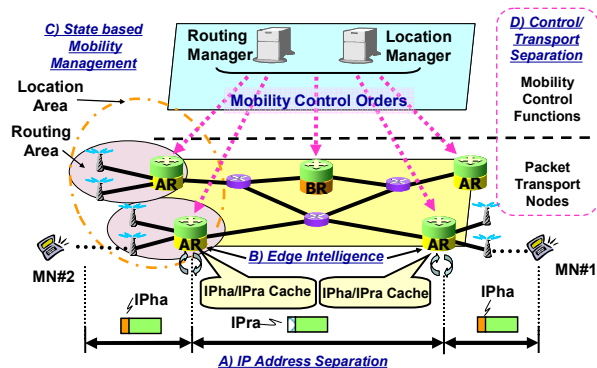 C) State based
Mobility
Management
Location
Area
Routing
Area
Routing
Manager
Location
Manager
Mobility Control Orders
D) Control/
Transport Separation
Mobility
Control
Functions
Packet
Transport
Nodes
AR
BR
AR
AR
AR
B) Edge Intelligence
MN#2
MN#1
IPha/IPra Cache
IPha/IPra Cache
IPha
IPra
IPha
A) IP Address Separation